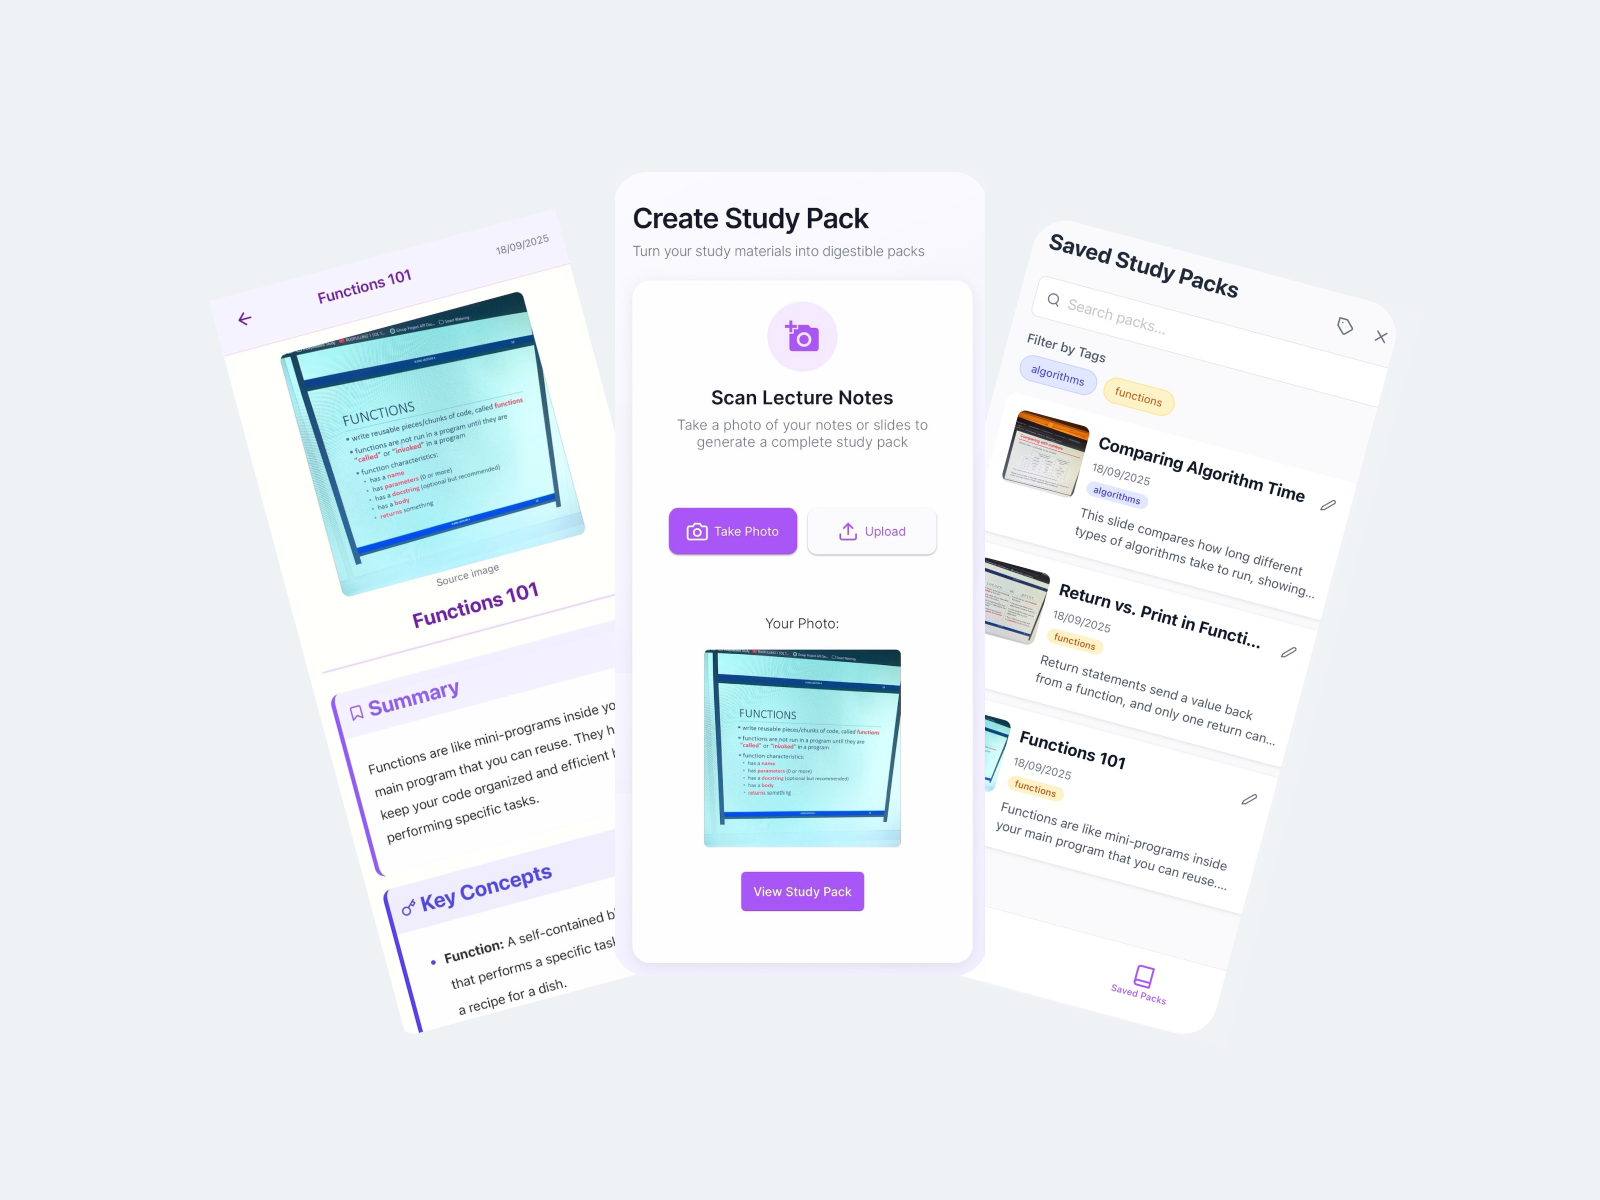 18/09/2025
Functions 101
FUNCTIONS
• write reusable pieces/chunks of code, called functions
• functions are not run in a program until they are
"called" or "invoked" in a program
• function characteristics:
• has a name
• has parameters (0 or more)
• has a docstring (optional but recommended)
• has a body
• returns something
Source image
Functions 101
Summary
Functions are like mini-programs inside yo
main program that you can reuse. They h
keep your code organized and efficient b
performing specific tasks.
Key Concepts
• Function: A self-contained bl
that performs a specific task
a recipe for a dish.
Create Study Pack
Turn your study materials into digestible packs
Scan Lecture Notes
Take a photo of your notes or slides to
generate a complete study pack
Take Photo
Upload
Your Photo:
FUNCTIONS
• write reusable pieces/chunks of code, called functions
• functions are not run in a program until they are
"called" or "invoked" in a program
• function characteristics:
• has a name
• has parameters (0 or more)
• has a docstring (optional but recommended)
• has a body
• returns something
View Study Pack
Saved Study Packs
Search packs...
Filter by Tags
algorithms
functions
Comparing Algorithm Time
18/09/2025
algorithms
This slide compares how long different
types of algorithms take to run, showing...
Return vs. Print in Functi...
18/09/2025
functions
Return statements send a value back
from a function, and only one return can...
Functions 101
18/09/2025
functions
Functions are like mini-programs inside
your main program that you can reuse....
Saved Packs